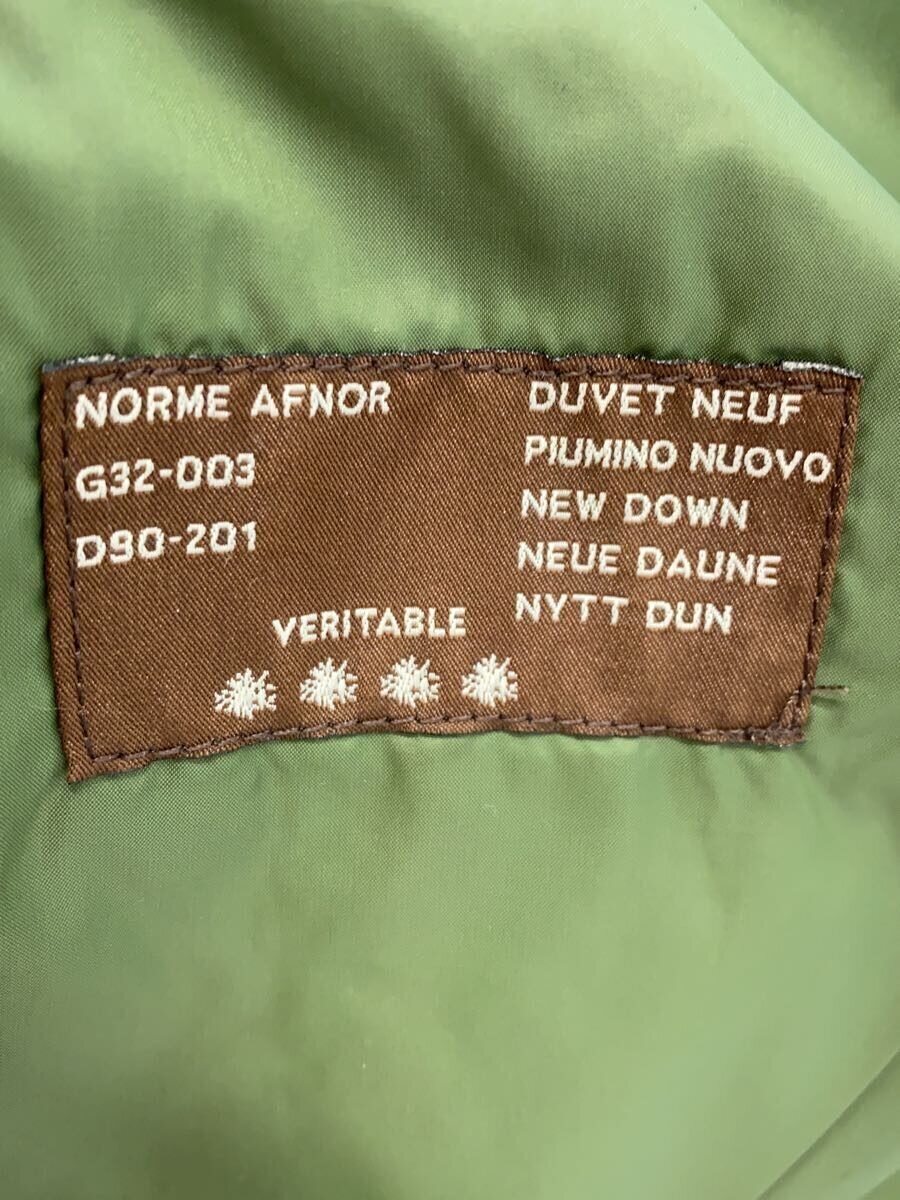 NORME AFNOR
G32-003
D90-201
DUVET NEUF
PIUMINO NUOVO
NEW DOWN
NEUE DAUNE
NYTT DUN
VERITABLE